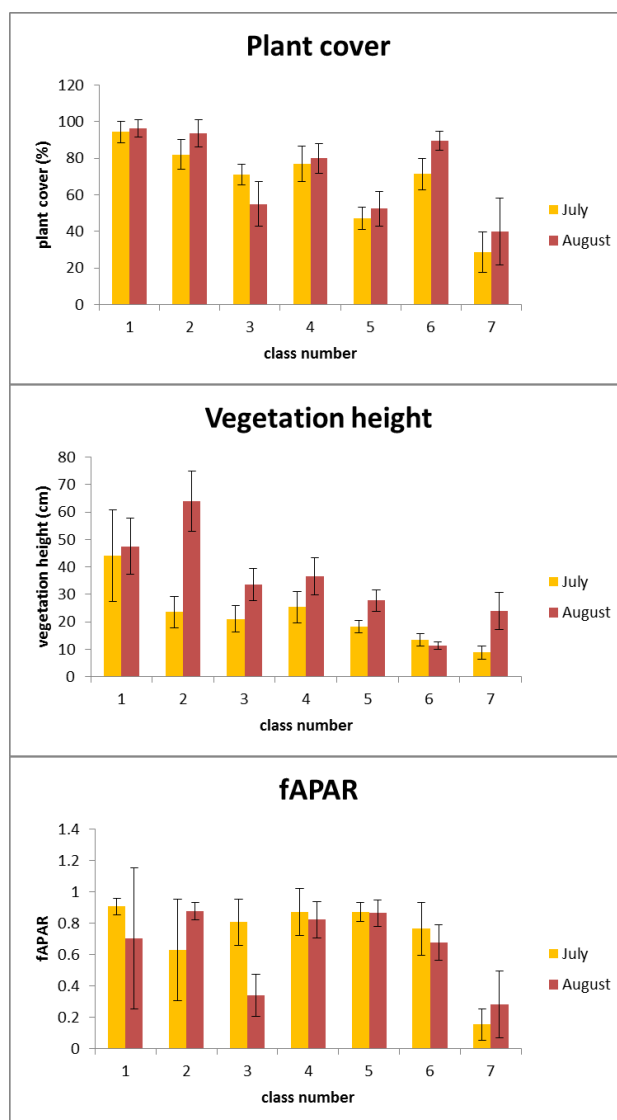 Plant cover
120
100
80
60
40
20
0
plant cover (%)
1 2 3 4 5 6 7
class number
July
August
Vegetation height
80
70
60
50
40
30
20
10
0
vegetation height (cm)
1 2 3 4 5 6 7
class number
July
August
fAPAR
1.4
1.2
1
0.8
0.6
0.4
0.2
0
fAPAR
1 2 3 4 5 6 7
class number
July
August